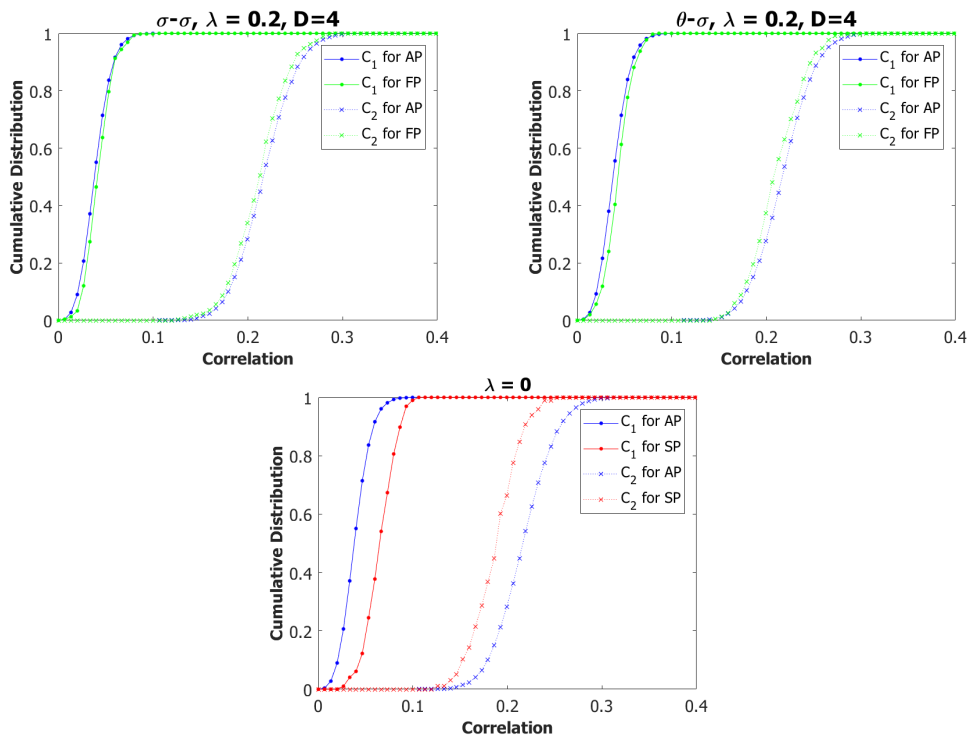 σ-σ, λ = 0.2, D=4
1
0.8
0.6
0.4
0.2
0
0
0.1
0.2
0.3
0.4
Cumulative Distribution
Correlation
C1 for AP
C1 for FP
C2 for AP
C2 for FP
θ-σ, λ = 0.2, D=4
1
0.8
0.6
0.4
0.2
0
0
0.1
0.2
0.3
0.4
Cumulative Distribution
Correlation
C1 for AP
C1 for FP
C2 for AP
C2 for FP
λ = 0
1
0.8
0.6
0.4
0.2
0
0
0.1
0.2
0.3
0.4
Cumulative Distribution
Correlation
C1 for AP
C1 for SP
C2 for AP
C2 for SP